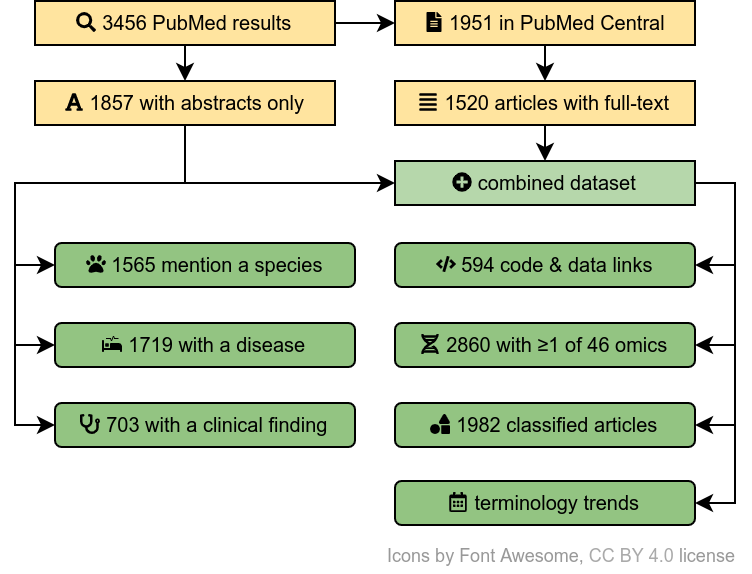 3456 PubMed results
1951 in PubMed Central
1857 with abstracts only
1520 articles with full-text
combined dataset
1565 mention a species
594 code & data links
1719 with a disease
2860 with ≥1 of 46 omics
703 with a clinical finding
1982 classified articles
terminology trends
Icons by Font Awesome, CC BY 4.0 license